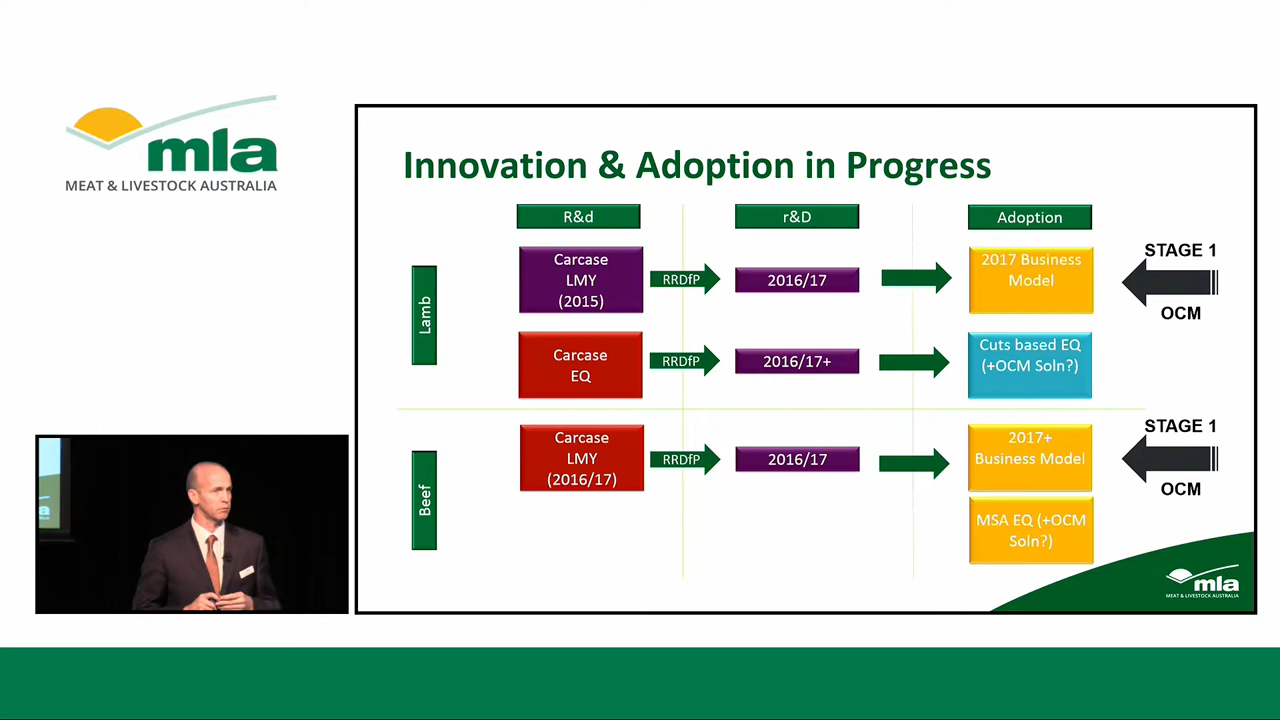 mla
MEAT & LIVESTOCK AUSTRALIA
Innovation & Adoption in Progress
R&d
r&D
Adoption
Lamb
Carcase
LMY
(2015)
RRDfP
2016/17
2017 Business
Model
STAGE 1
OCM
Carcase
EQ
RRDfP
2016/17+
Cuts based EQ
(+OCM Soln?)
Beef
Carcase
LMY
(2016/17)
RRDfP
2016/17
2017+
Business Model
STAGE 1
OCM
MSA EQ (+OCM
Soln?)
mla
MEAT & LIVESTOCK AUSTRALIA